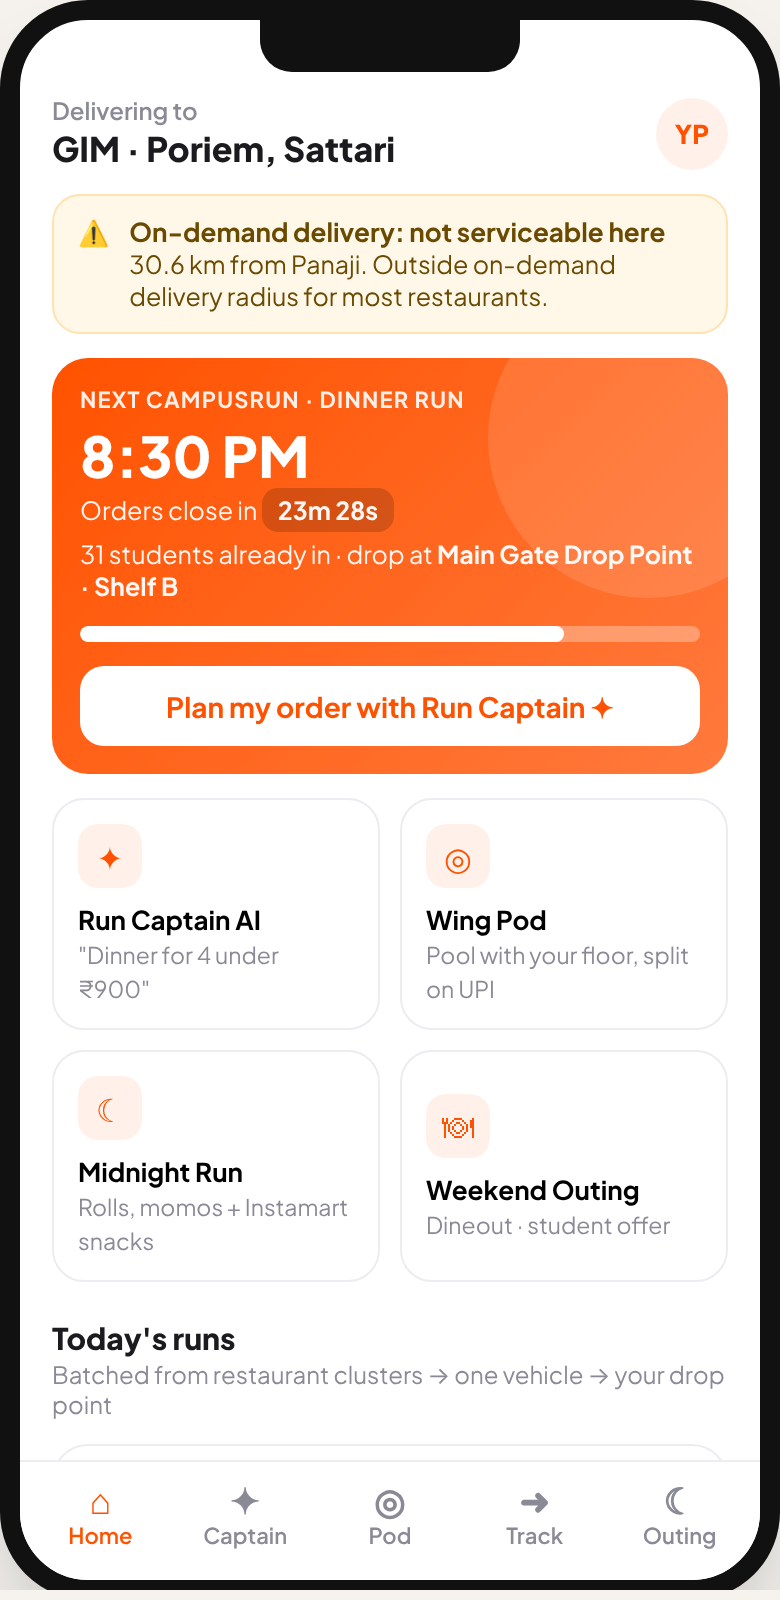 Delivering to
GIM · Poriem, Sattari
YP
⚠️ On-demand delivery: not serviceable here
30.6 km from Panaji. Outside on-demand
delivery radius for most restaurants.
NEXT CAMPUSRUN · DINNER RUN
8:30 PM
Orders close in 23m 28s
31 students already in · drop at Main Gate Drop Point
· Shelf B
Plan my order with Run Captain ✦
Run Captain AI
"Dinner for 4 under
₹900"
Wing Pod
Pool with your floor, split
on UPI
Midnight Run
Rolls, momos + Instamart
snacks
Weekend Outing
Dineout · student offer
Today's runs
Batched from restaurant clusters → one vehicle → your drop
point
Home
Captain
Pod
Track
Outing